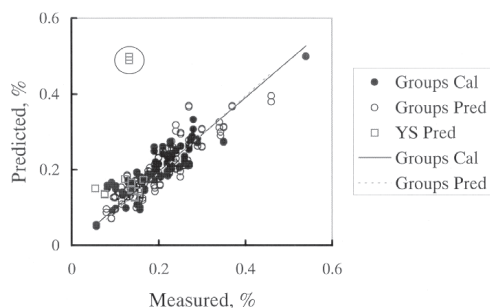 0.6
0.4
0.2
0
0
0.2
0.4
0.6
Predicted, %
Measured, %
Groups Cal
Groups Pred
YS Pred
Groups Cal
Groups Pred